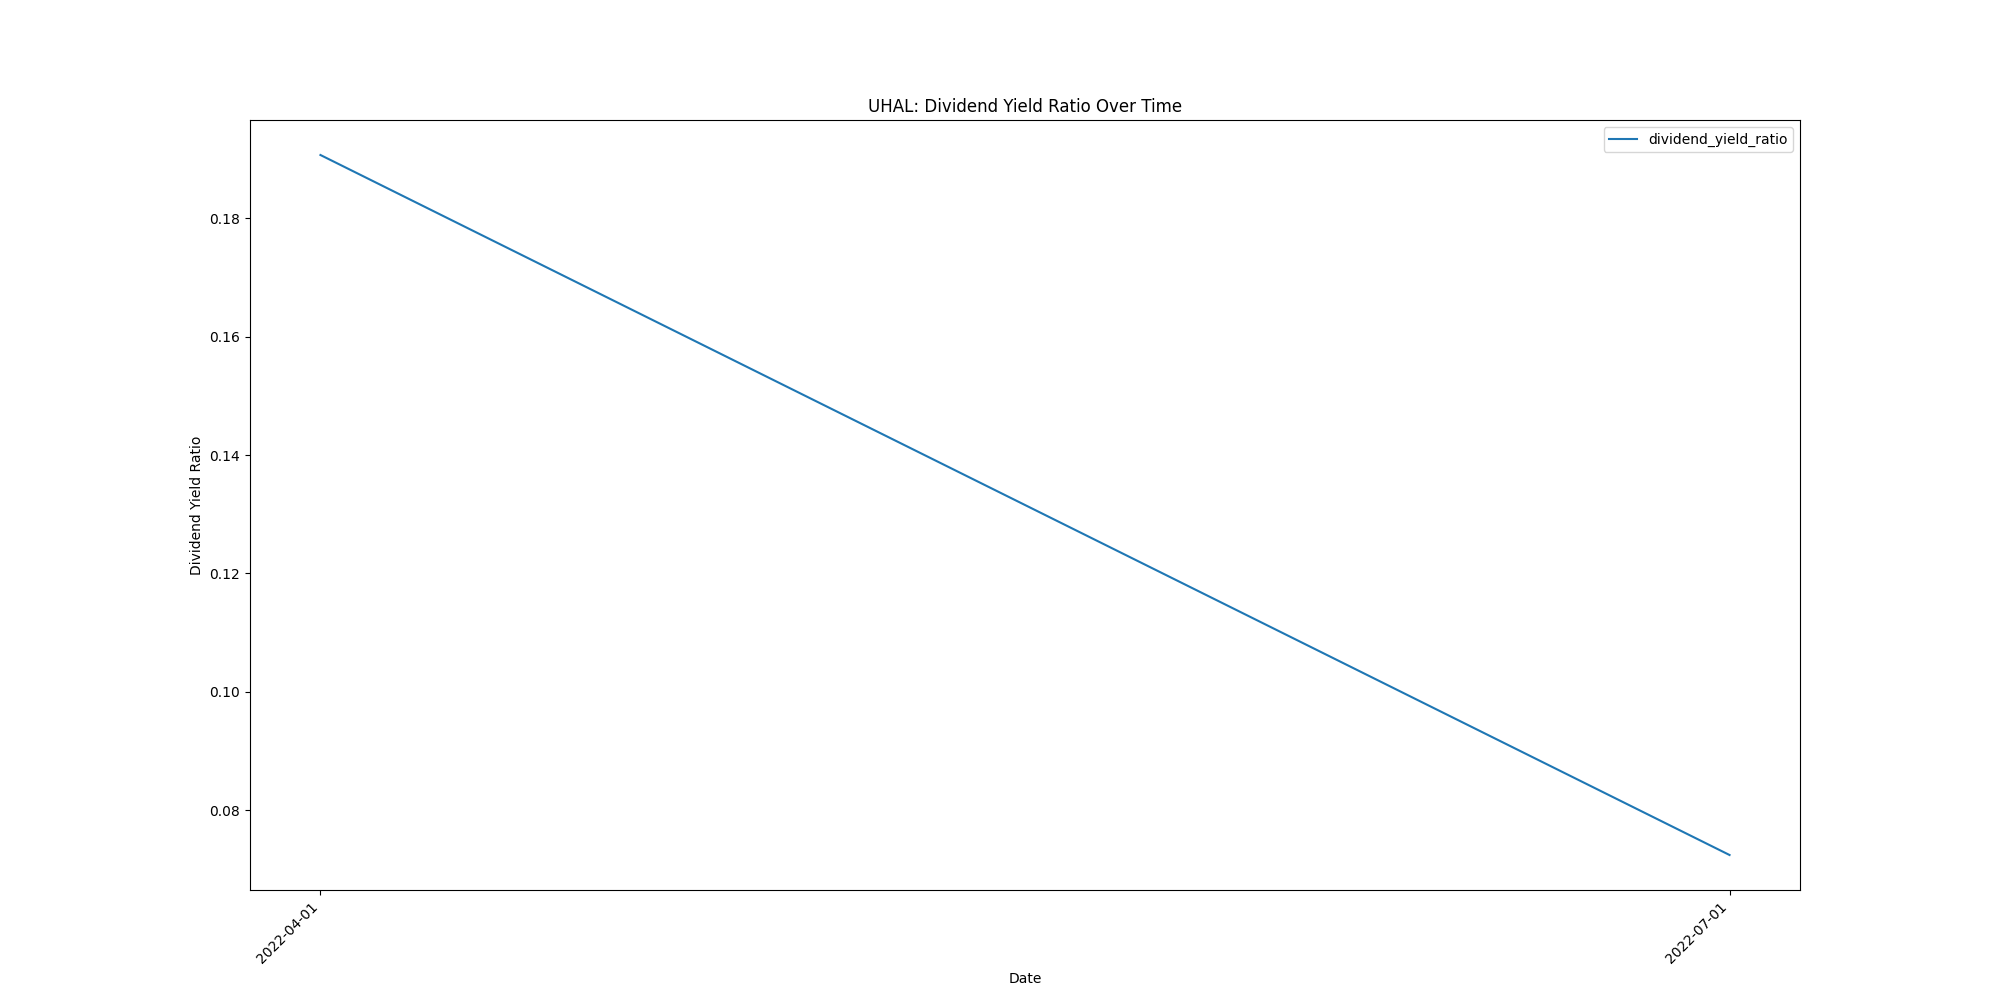 UHAL: Dividend Yield Ratio Over Time
dividend_yield_ratio
Dividend Yield Ratio
0.18
0.16
0.14
0.12
0.10
0.08
2022-04-01
2022-07-01
Date